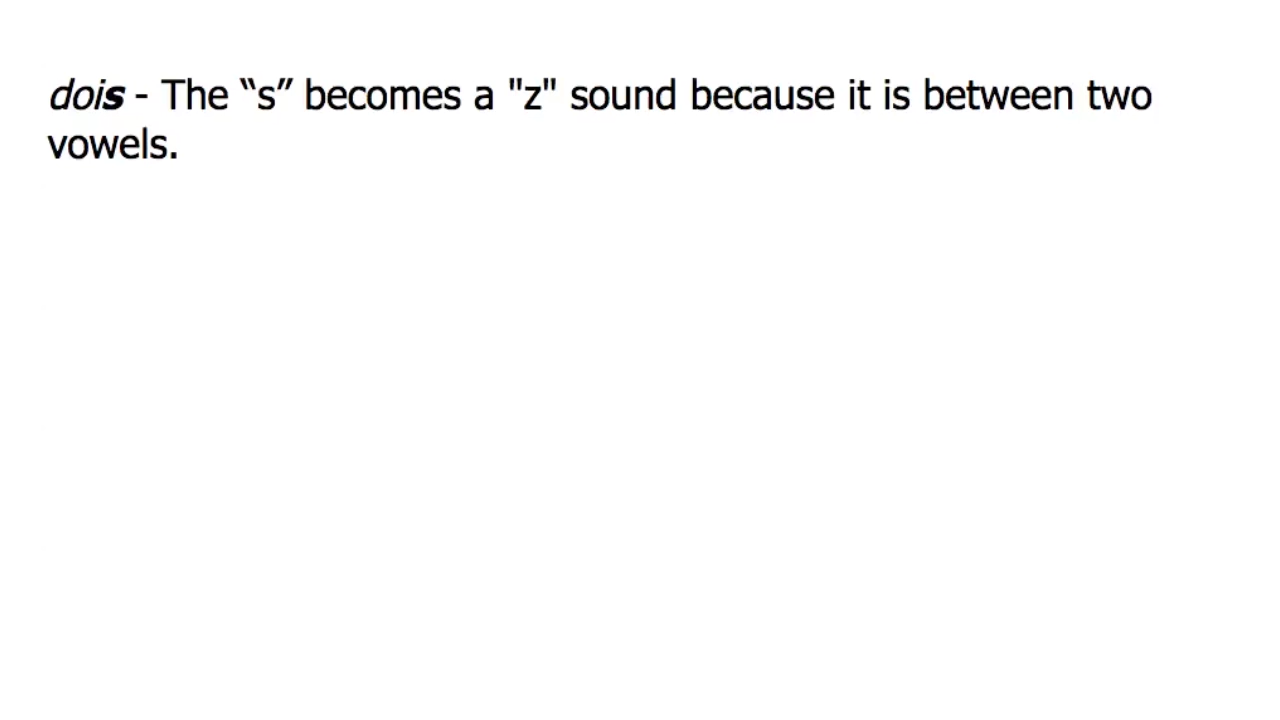 dois - The “s” becomes a "z" sound because it is between two
vowels.